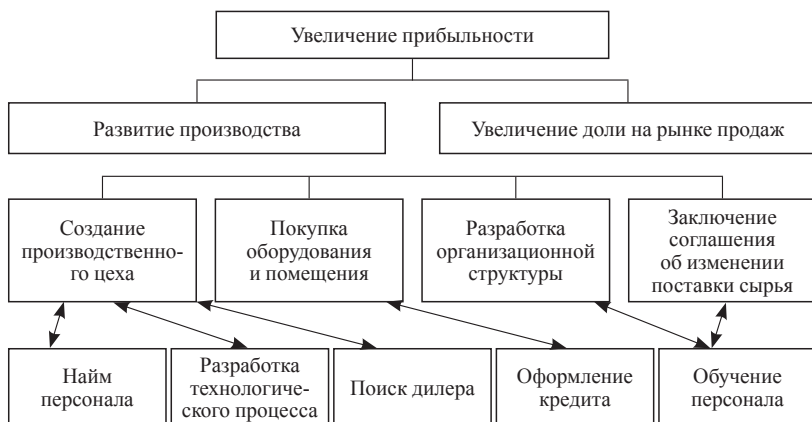 Увеличение прибыльности
Развитие производства
Увеличение доли на рынке продаж
Создание
производственно-
го цеха
Покупка
оборудования
и помещения
Разработка
организационной
структуры
Заключение
соглашения
об изменении
поставки сырья
Найм
персонала
Разработка
технологиче-
ского процесса
Поиск дилера
Оформление
кредита
Обучение
персонала